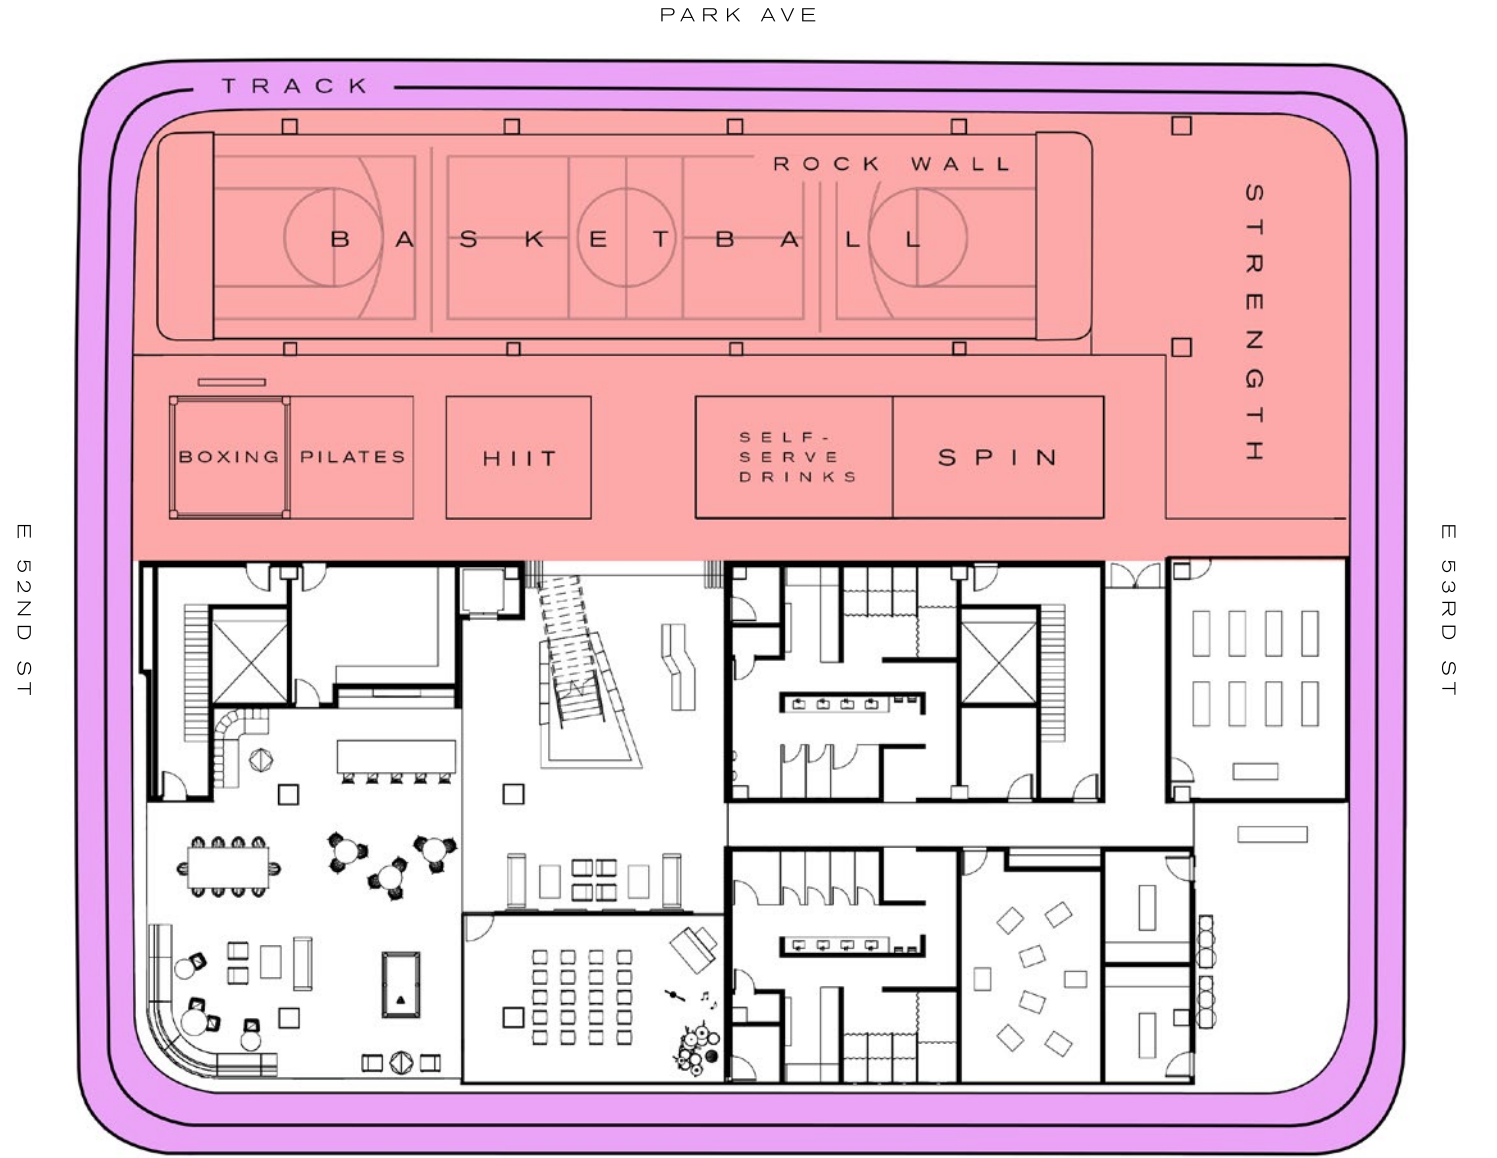 PARK AVE
TRACK
ROCK WALL
BASKETBALL
STRENGTH
BOXING
PILATES
HIIT
SELF-
SERVE
DRINKS
SPIN
E 52ND ST
E 53RD ST